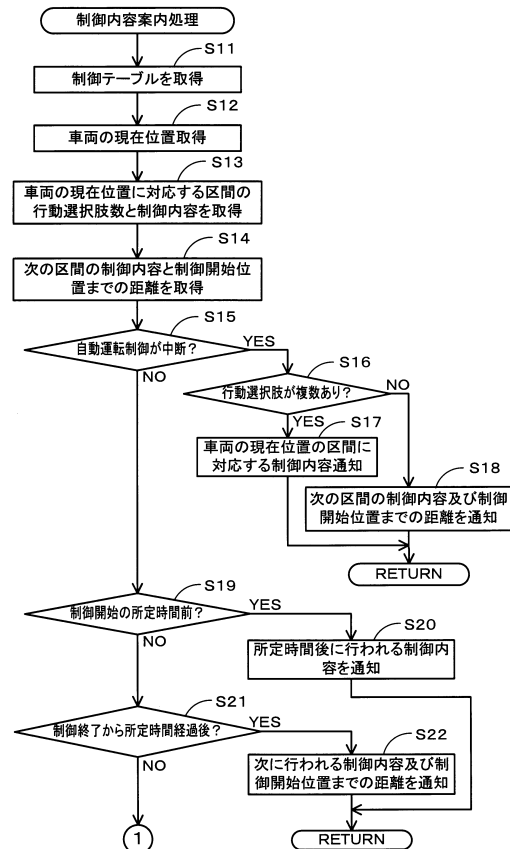 制御内容案内処理
S11
制御テーブルを取得
S12
車両の現在位置取得
S13
車両の現在位置に対応する区間の
行動選択肢数と制御内容を取得
S14
次の区間の制御内容と制御開始位
置までの距離を取得
S15
自動運転制御が中断？
YES
NO
S16
行動選択肢が複数あり？
NO
YES
S17
車両の現在位置の区間に
対応する制御内容通知
S18
次の区間の制御内容及び制御
開始位置までの距離を通知
RETURN
S19
制御開始の所定時間前？
YES
NO
S20
所定時間後に行われる制御内
容を通知
S21
制御終了から所定時間経過後？
YES
NO
S22
次に行われる制御内容及び制
御開始位置までの距離を通知
1
RETURN